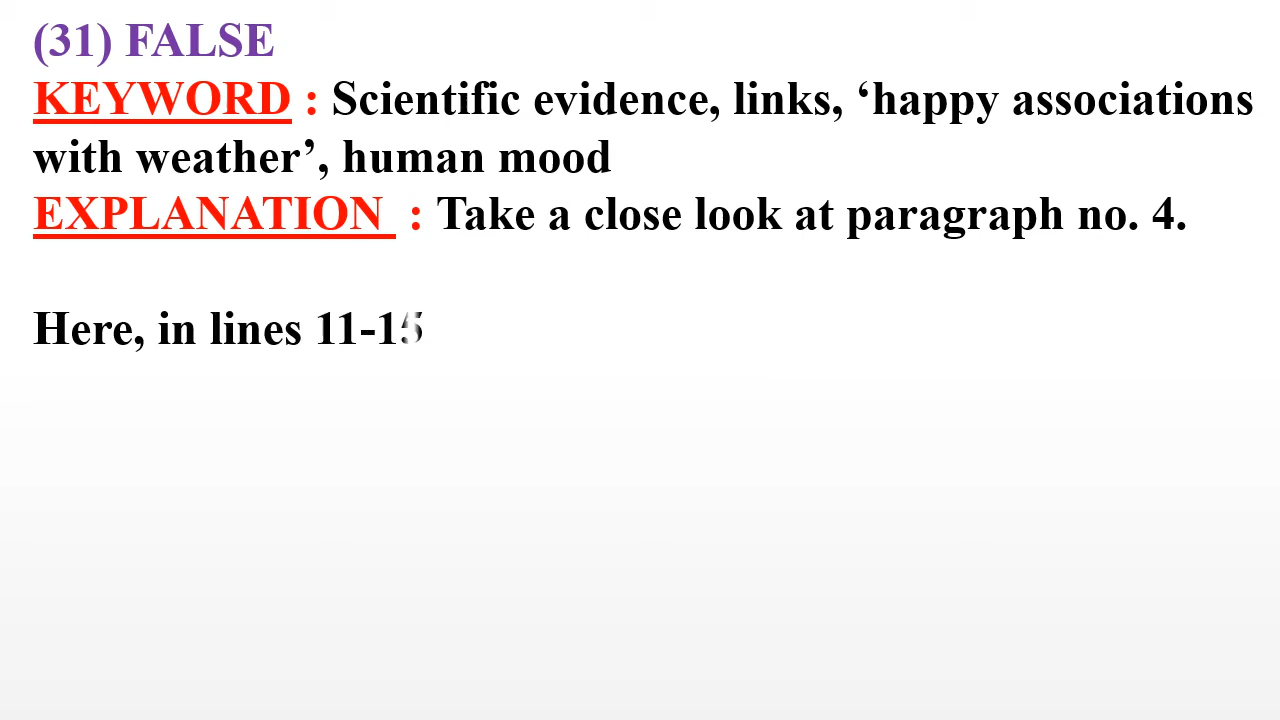 (31) FALSE
KEYWORD : Scientific evidence, links, ‘happy associations
with weather’, human mood
EXPLANATION : Take a close look at paragraph no. 4.
Here, in lines 11-15